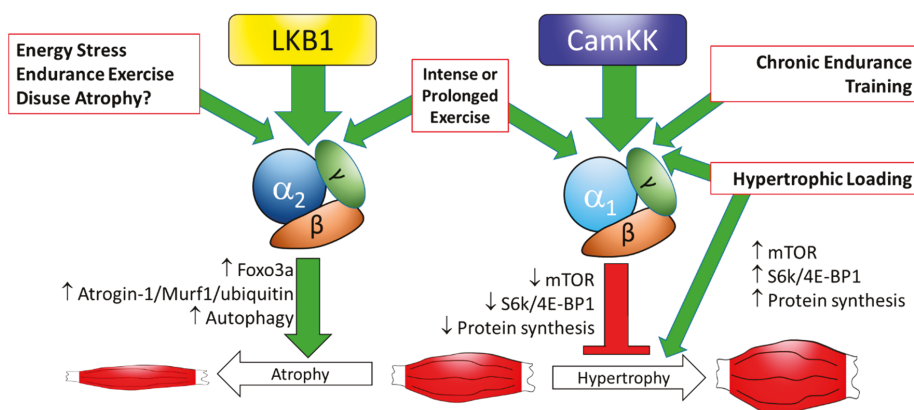 LKB1
CamKK
Energy Stress
Endurance Exercise
Disuse Atrophy?
Intense or
Prolonged
Exercise
Chronic Endurance
Training
Hypertrophic Loading
α2
γ
β
α1
γ
β
↑ Foxo3a
↑ Atrogin-1/Murf1/ubiquitin
↑ Autophagy
↓ mTOR
↓ S6k/4E-BP1
↓ Protein synthesis
↑ mTOR
↑ S6k/4E-BP1
↑ Protein synthesis
Atrophy
Hypertrophy